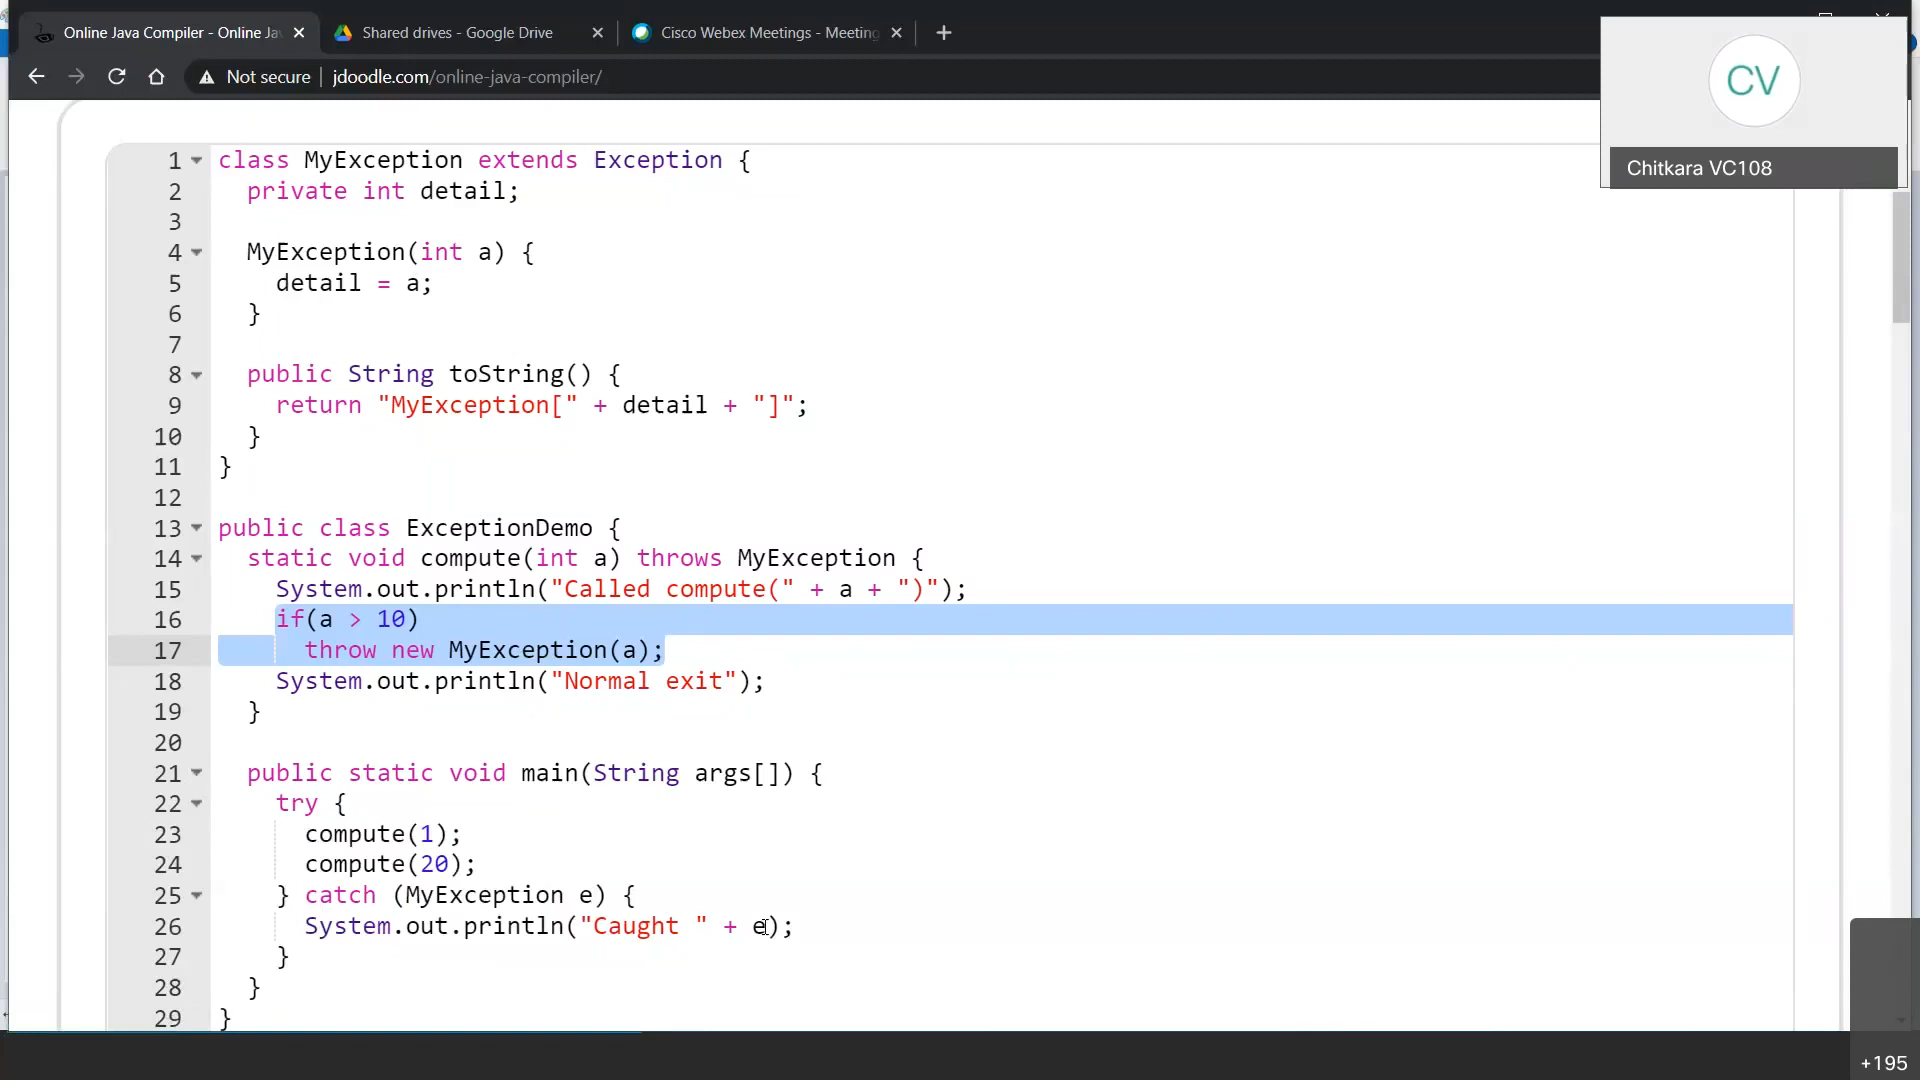 Online Java Compiler - Online Ja
Shared drives - Google Drive
Cisco Webex Meetings - Meeting
Not secure | jdoodle.com/online-java-compiler/
CV
Chitkara VC108
1 class MyException extends Exception {
2 private int detail;
3
4 MyException(int a) {
5 detail = a;
6 }
7
8 public String toString() {
9 return "MyException[" + detail + "]";
10 }
11 }
12
13 public class ExceptionDemo {
14 static void compute(int a) throws MyException {
15 System.out.println("Called compute(" + a + ")");
16 if(a > 10)
17 throw new MyException(a);
18 System.out.println("Normal exit");
19 }
20
21 public static void main(String args[]) {
22 try {
23 compute(1);
24 compute(20);
25 } catch (MyException e) {
26 System.out.println("Caught " + e);
27 }
28 }
29 }
+195